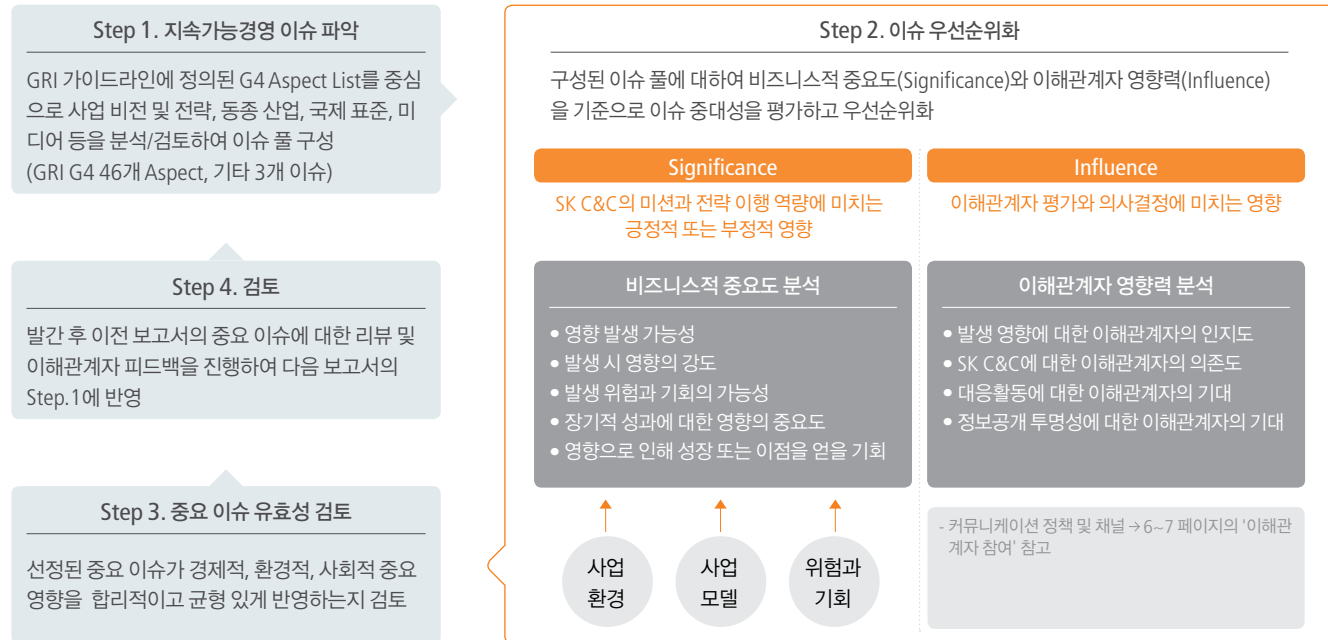 Step 1. 지속가능경영 이슈 파악
GRI 가이드라인에 정의된 G4 Aspect List를 중심
으로 사업 비전 및 전략, 동종 산업, 국제 표준, 미
디어 등을 분석/검토하여 이슈 풀 구성
(GRI G4 46개 Aspect, 기타 3개 이슈)
Step 2. 이슈 우선순위화
구성된 이슈 풀에 대하여 비즈니스적 중요도(Significance)와 이해관계자 영향력(Influence)
을 기준으로 이슈 중대성을 평가하고 우선순위화
Significance
SK C&C의 미션과 전략 이행 역량에 미치는
긍정적 또는 부정적 영향
비즈니스적 중요도 분석
• 영향 발생 가능성
• 발생 시 영향의 강도
• 발생 위험과 기회의 가능성
• 장기적 성과에 대한 영향의 중요도
• 영향으로 인해 성장 또는 이점을 얻을 기회
사업
환경
사업
모델
위험과
기회
Influence
이해관계자 평가와 의사결정에 미치는 영향
이해관계자 영향력 분석
• 발생 영향에 대한 이해관계자의 인지도
• SK C&C에 대한 이해관계자의 의존도
• 대응활동에 대한 이해관계자의 기대
• 정보공개 투명성에 대한 이해관계자의 기대
- 커뮤니케이션 정책 및 채널 → 6~7 페이지의 '이해관
계자 참여' 참고
Step 3. 중요 이슈 유효성 검토
선정된 중요 이슈가 경제적, 환경적, 사회적 중요
영향을 합리적이고 균형 있게 반영하는지 검토
Step 4. 검토
발간 후 이전 보고서의 중요 이슈에 대한 리뷰 및
이해관계자 피드백을 진행하여 다음 보고서의
Step.1에 반영